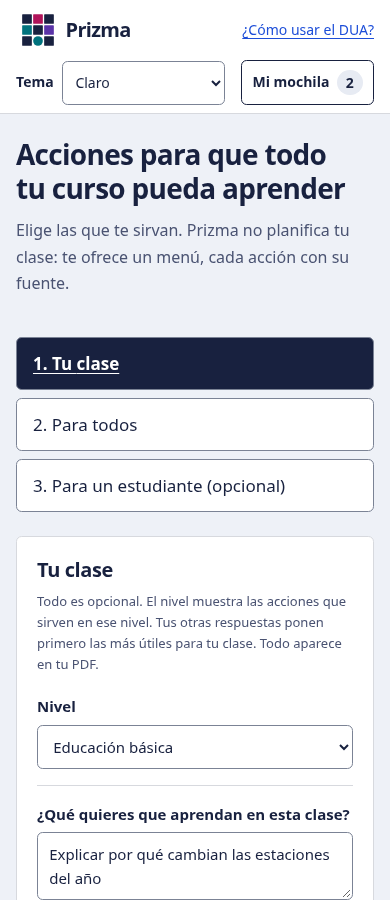 Prizma
¿Cómo usar el DUA?
Tema
Claro
Mi mochila 2
Acciones para que todo
tu curso pueda aprender
Elige las que te sirvan. Prizma no planifica tu
clase: te ofrece un menú, cada acción con su
fuente.
1. Tu clase
2. Para todos
3. Para un estudiante (opcional)
Tu clase
Todo es opcional. El nivel muestra las acciones que
sirven en ese nivel. Tus otras respuestas ponen
primero las más útiles para tu clase. Todo aparece
en tu PDF.
Nivel
Educación básica
¿Qué quieres que aprendan en esta clase?
Explicar por qué cambian las estaciones
del año